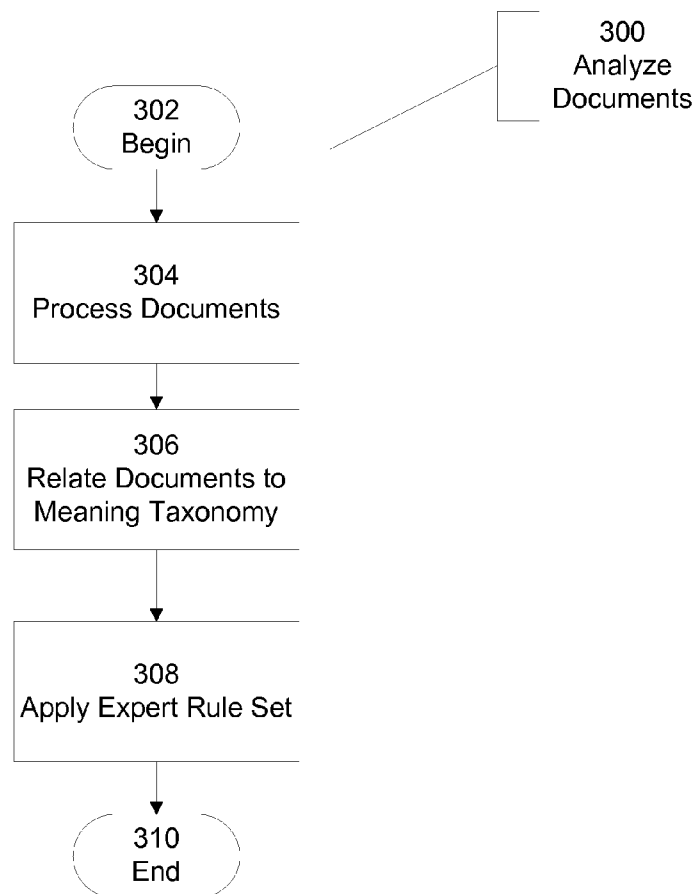 300
Analyze
Documents
302
Begin
304
Process Documents
306
Relate Documents to
Meaning Taxonomy
308
Apply Expert Rule Set
310
End